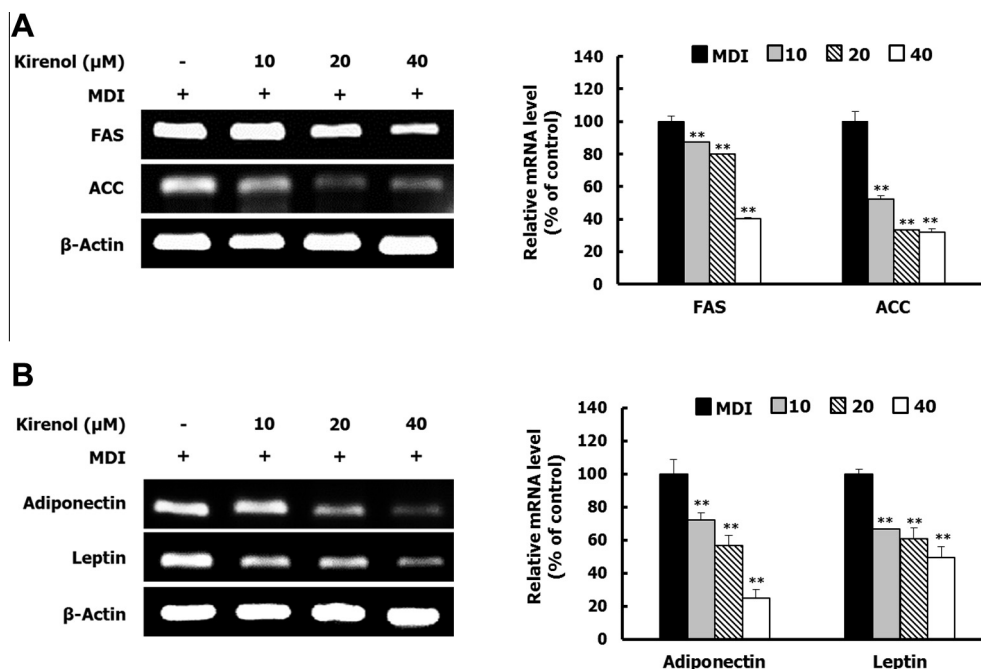 A
Kirenol (µM) - 10 20 40
MDI + + + +
FAS
ACC
β-Actin
MDI 10 20 40
140
120
100
80
60
40
20
0
Relative mRNA level
(% of control)
** ** ** ** ** **
FAS ACC
B
Kirenol (µM) - 10 20 40
MDI + + + +
Adiponectin
Leptin
β-Actin
MDI 10 20 40
140
120
100
80
60
40
20
0
Relative mRNA level
(% of control)
** ** ** ** ** **
Adiponectin Leptin